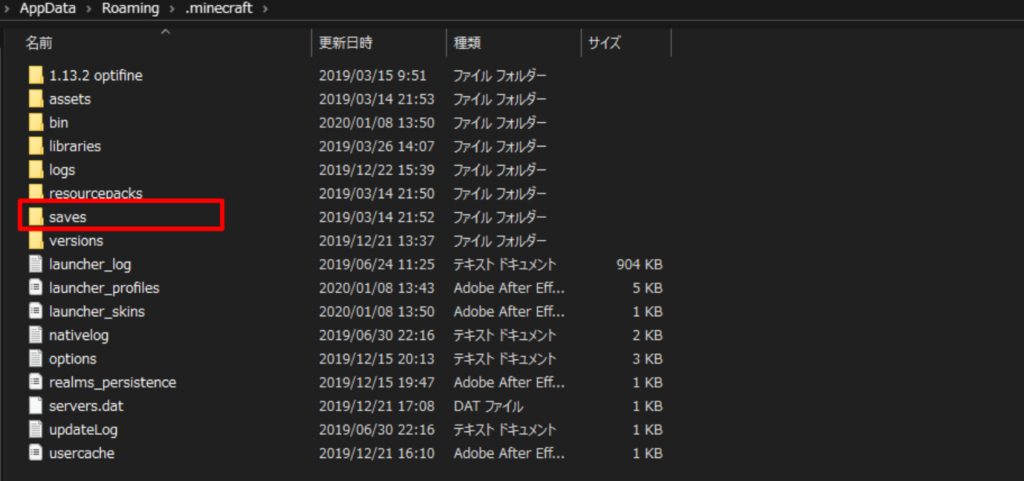 › AppData › Roaming › .minecraft ›
名前 更新日時 種類 サイズ
1.13.2 optifine 2019/03/15 9:51 ファイル フォルダー
assets 2019/03/14 21:53 ファイル フォルダー
bin 2020/01/08 13:50 ファイル フォルダー
libraries 2019/03/26 14:07 ファイル フォルダー
logs 2019/12/22 15:39 ファイル フォルダー
resourcepacks 2019/03/14 21:50 ファイル フォルダー
saves 2019/03/14 21:52 ファイル フォルダー
versions 2019/12/21 13:37 ファイル フォルダー
launcher_log 2019/06/24 11:25 テキスト ドキュメント 904 KB
launcher_profiles 2020/01/08 13:43 Adobe After Eff... 5 KB
launcher_skins 2020/01/08 13:50 Adobe After Eff... 1 KB
nativelog 2019/06/30 22:16 テキスト ドキュメント 2 KB
options 2019/12/15 20:13 テキスト ドキュメント 3 KB
realms_persistence 2019/12/15 19:47 Adobe After Eff... 1 KB
servers.dat 2019/12/21 17:08 DAT ファイル 1 KB
updateLog 2019/06/30 22:16 テキスト ドキュメント 1 KB
usercache 2019/12/21 16:10 Adobe After Eff... 1 KB